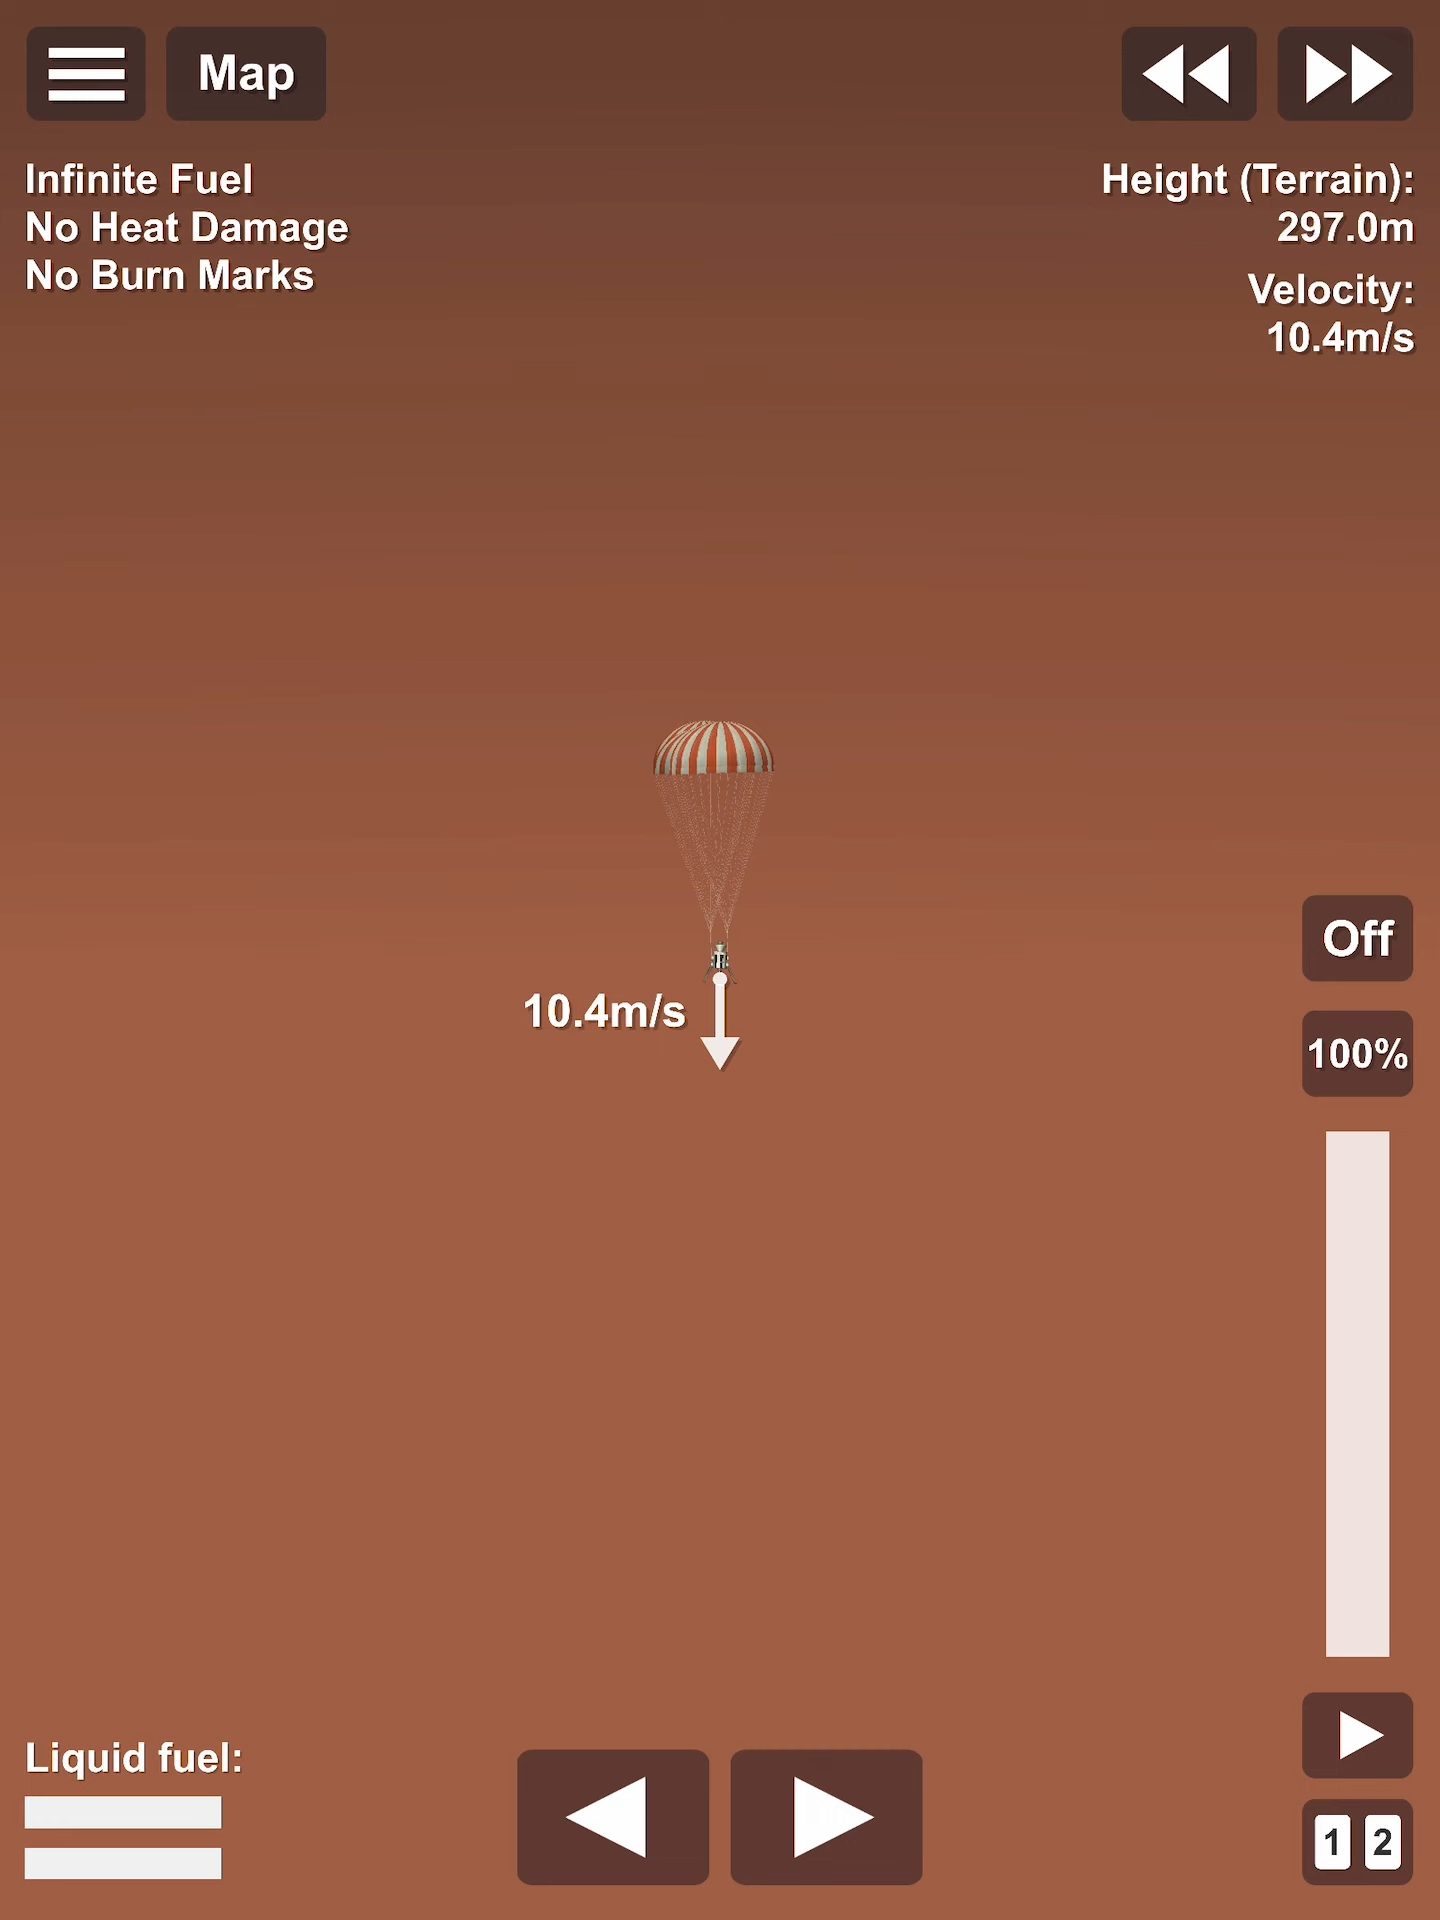 Map
Infinite Fuel
No Heat Damage
No Burn Marks
Height (Terrain):
297.0m
Velocity:
10.4m/s
Off
10.4m/s
100%
Liquid fuel:
1 2